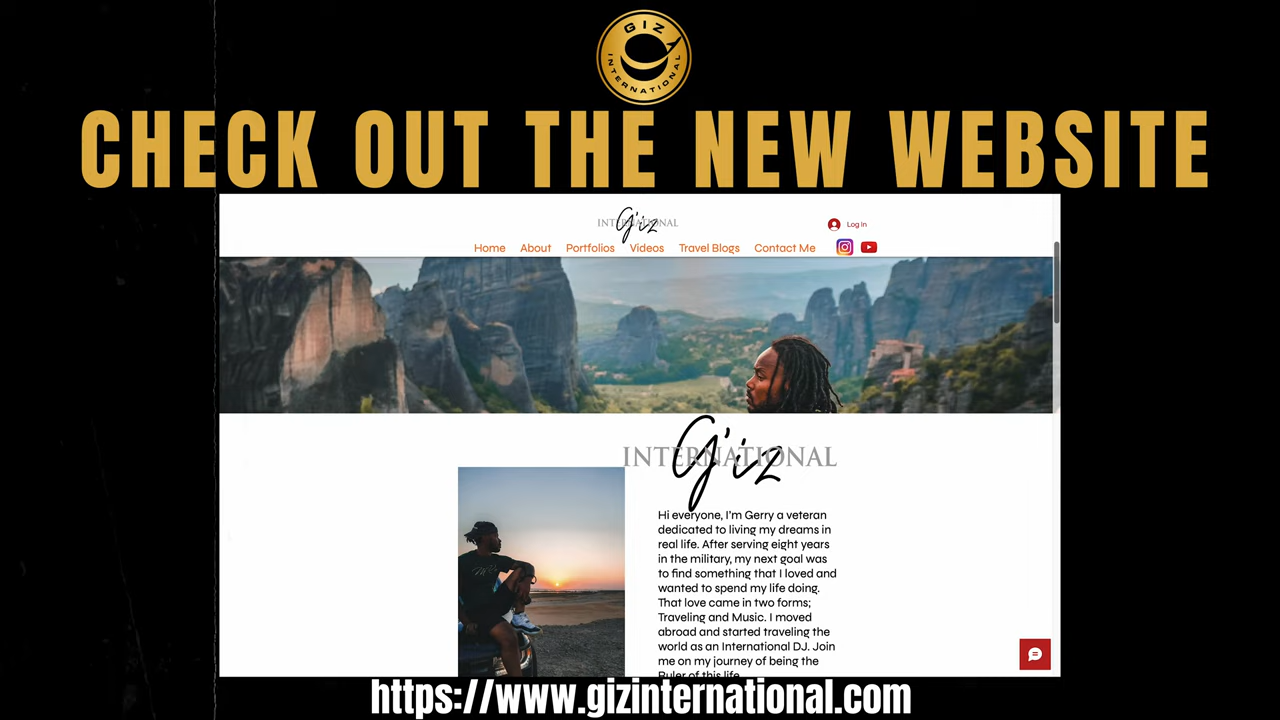 GIZ
INTERNATIONAL
CHECK OUT THE NEW WEBSITE
INTERNATIONAL
G'iz
Log In
Home About Portfolios Videos Travel Blogs Contact Me
G'iz
INTERNATIONAL
Hi everyone, I'm Gerry a veteran
dedicated to living my dreams in
real life. After serving eight years
in the military, my next goal was
to find something that I loved and
wanted to spend my life doing.
That love came in two forms;
Traveling and Music. I moved
abroad and started traveling the
world as an International DJ. Join
me on my journey of being the
Ruler of this life.
https://www.gizinternational.com